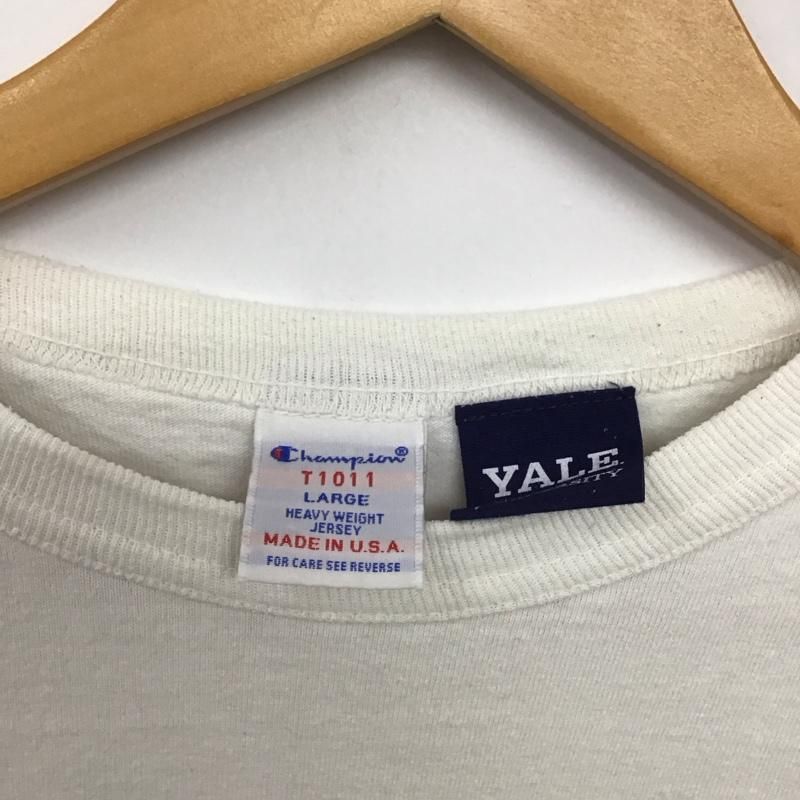 Champion®
T1011
LARGE
HEAVY WEIGHT
JERSEY
MADE IN U.S.A.
FOR CARE SEE REVERSE
YALE